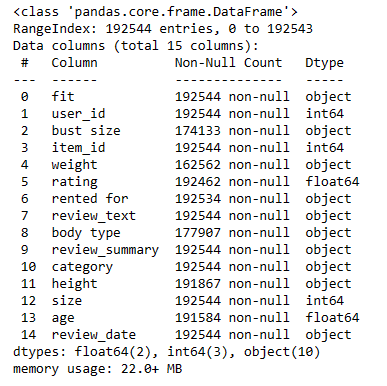 <class 'pandas.core.frame.DataFrame'>
RangeIndex: 192544 entries, 0 to 192543
Data columns (total 15 columns):
 #   Column          Non-Null Count   Dtype
---  ------          --------------   -----
 0   fit             192544 non-null  object
 1   user_id         192544 non-null  int64
 2   bust size       174133 non-null  object
 3   item_id         192544 non-null  int64
 4   weight          162562 non-null  object
 5   rating          192462 non-null  float64
 6   rented for      192534 non-null  object
 7   review_text     192544 non-null  object
 8   body type       177907 non-null  object
 9   review_summary  192544 non-null  object
 10  category        192544 non-null  object
 11  height          191867 non-null  object
 12  size            192544 non-null  int64
 13  age             191584 non-null  float64
 14  review_date     192544 non-null  object
dtypes: float64(2), int64(3), object(10)
memory usage: 22.0+ MB